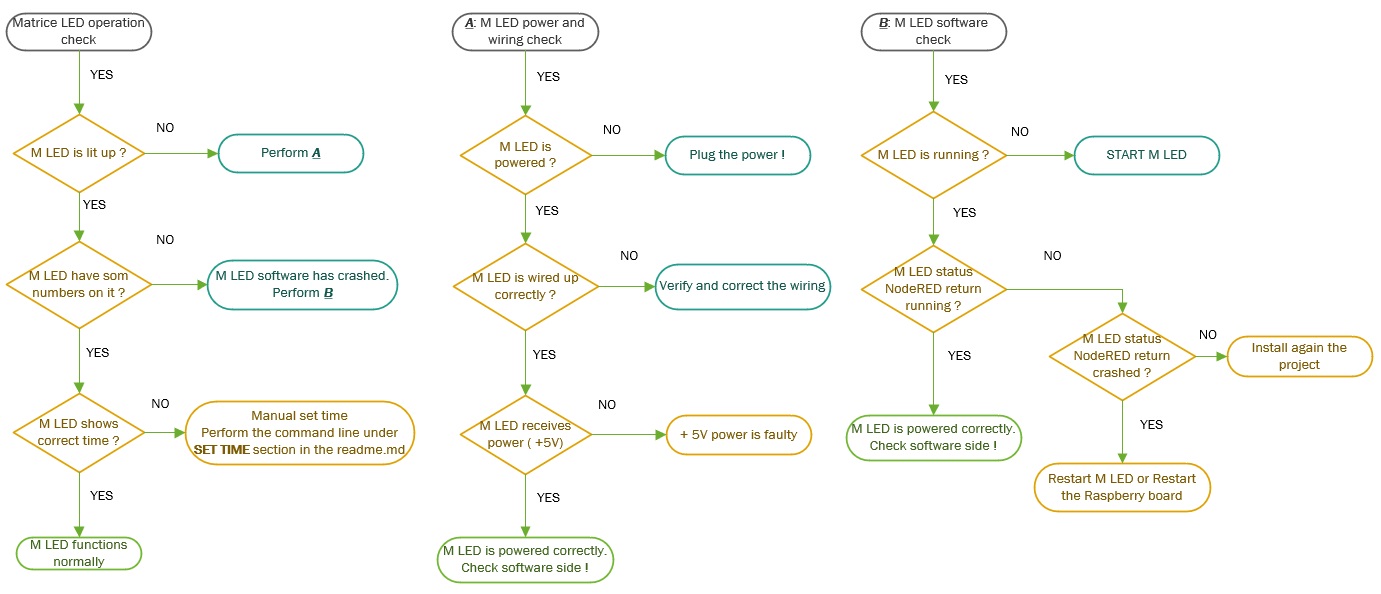 Matrice LED operation
check
YES
M LED is lit up ?
NO
Perform A
YES
M LED have som
numbers on it ?
NO
M LED software has crashed.
Perform B
YES
M LED shows
correct time ?
NO
Manual set time
Perform the command line under
SET TIME section in the readme.md
YES
M LED functions
normally
A: M LED power and
wiring check
YES
M LED is
powered ?
NO
Plug the power !
YES
M LED is wired up
correctly ?
NO
Verify and correct the wiring
YES
M LED receives
power ( +5V)
NO
+ 5V power is faulty
YES
M LED is powered correctly.
Check software side !
B: M LED software
check
YES
M LED is running ?
NO
START M LED
YES
M LED status
NodeRED return
running ?
NO
YES
M LED is powered correctly.
Check software side !
M LED status
NodeRED return
crashed ?
NO
Install again the
project
YES
Restart M LED or Restart
the Raspberry board